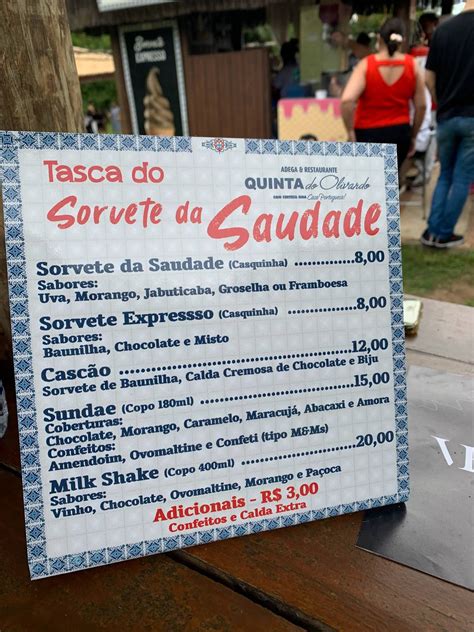 Sorvete
EXPRESSO
Tasca do
Sorvete da Saudade
ADEGA & RESTAURANTE
QUINTA do Olivardo
Sorvete da Saudade (Casquinha) 8,00
Sabores:
Uva, Morango, Jabuticaba, Groselha ou Framboesa
Sorvete Expressso (Casquinha) 8,00
Sabores:
Baunilha, Chocolate e Misto
Cascão 12,00
Sorvete de Baunilha, Calda Cremosa de Chocolate e Biju
Sundae (Copo 180ml) 15,00
Coberturas:
Chocolate, Morango, Caramelo, Maracujá, Abacaxi e Amora
Confeitos:
Amendoim, Ovomaltine e Confeti (tipo M&Ms)
Milk Shake (Copo 400ml) 20,00
Sabores:
Vinho, Chocolate, Ovomaltine, Morango e Paçoca
Adicionais - R$ 3,00
Confeitos e Calda Extra